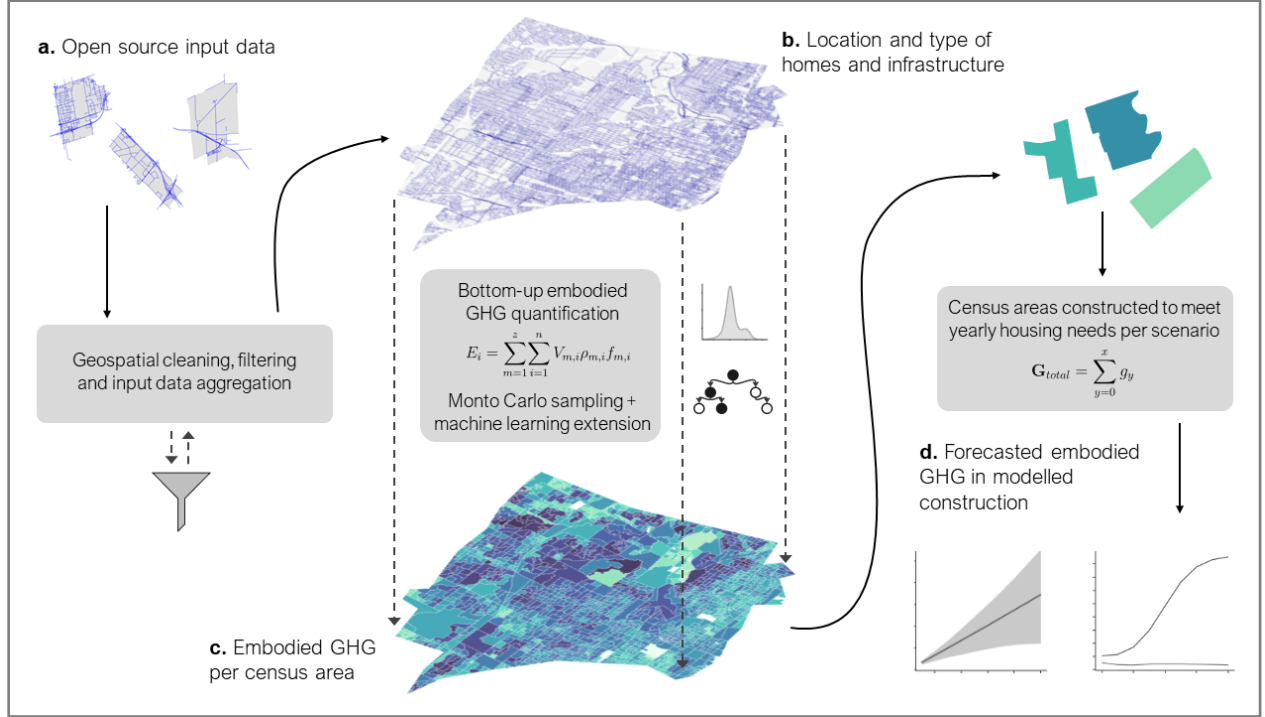 a. Open source input data
b. Location and type of
homes and infrastructure
Geospatial cleaning, filtering
and input data aggregation
Bottom-up embodied
GHG quantification
E_i = \sum_{m=1}^{z} \sum_{i=1}^{n} V_{m,i} ρ_{m,i} f_{m,i}
Monto Carlo sampling +
machine learning extension
Census areas constructed to meet
yearly housing needs per scenario
G_{total} = \sum_{y=0}^{x} g_y
c. Embodied GHG
per census area
d. Forecasted embodied
GHG in modelled
construction